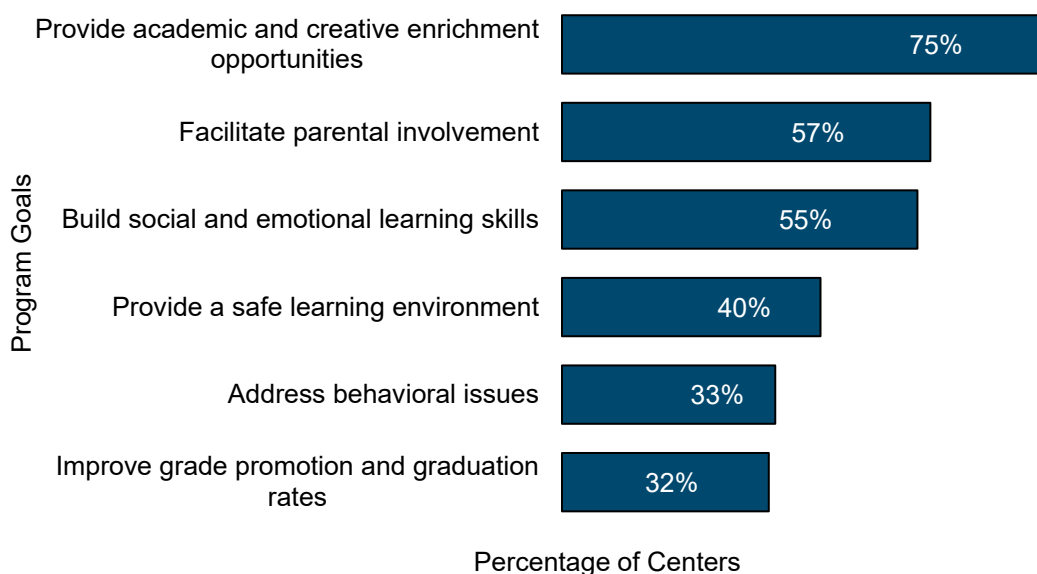 Provide academic and creative enrichment
opportunities
75%
Facilitate parental involvement
57%
Build social and emotional learning skills
55%
Provide a safe learning environment
40%
Address behavioral issues
33%
Improve grade promotion and graduation
rates
32%
Program Goals
Percentage of Centers